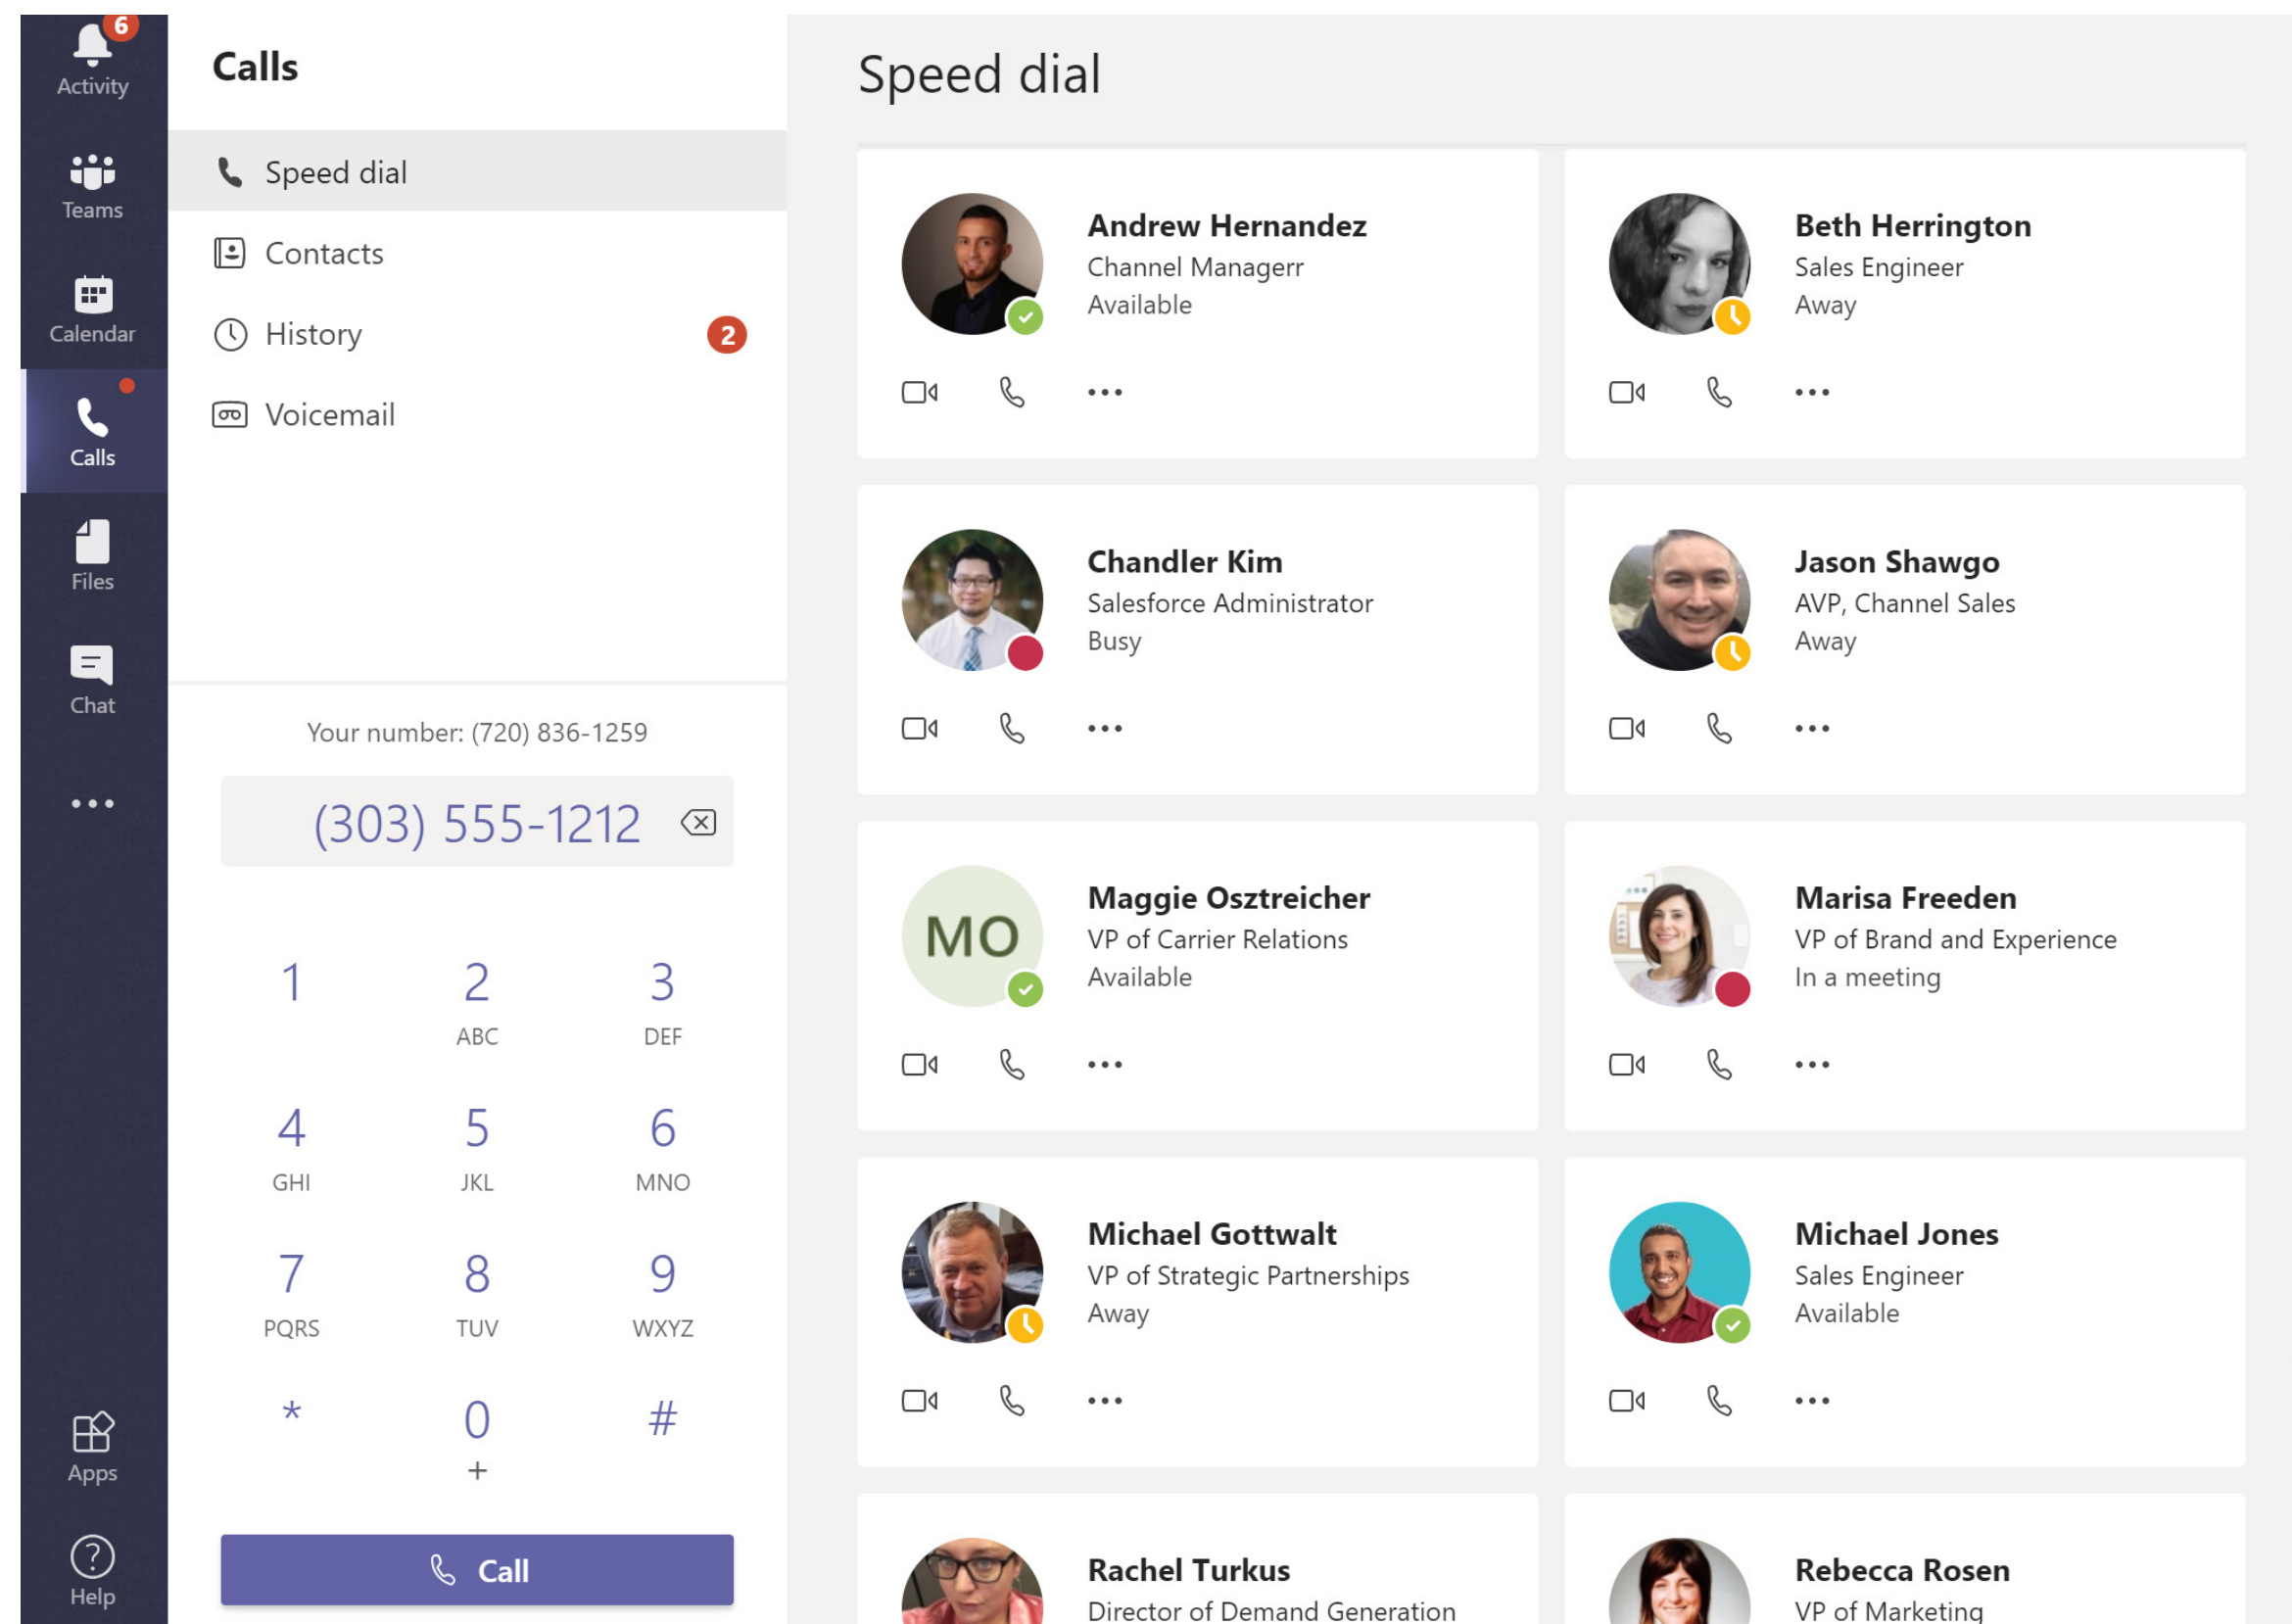 6
Activity
Teams
Calendar
Calls
Files
Chat
Apps
Help
Calls
Speed dial
Contacts
History
2
Voicemail
Your number: (720) 836-1259
(303) 555-1212
1 2 3
ABC DEF
4 5 6
GHI JKL MNO
7 8 9
PQRS TUV WXYZ
* 0 #
+
Call
Speed dial
Andrew Hernandez
Channel Managerr
Available
Beth Herrington
Sales Engineer
Away
Chandler Kim
Salesforce Administrator
Busy
Jason Shawgo
AVP, Channel Sales
Away
MO
Maggie Osztreicher
VP of Carrier Relations
Available
Marisa Freeden
VP of Brand and Experience
In a meeting
Michael Gottwalt
VP of Strategic Partnerships
Away
Michael Jones
Sales Engineer
Available
Rachel Turkus
Director of Demand Generation
Rebecca Rosen
VP of Marketing